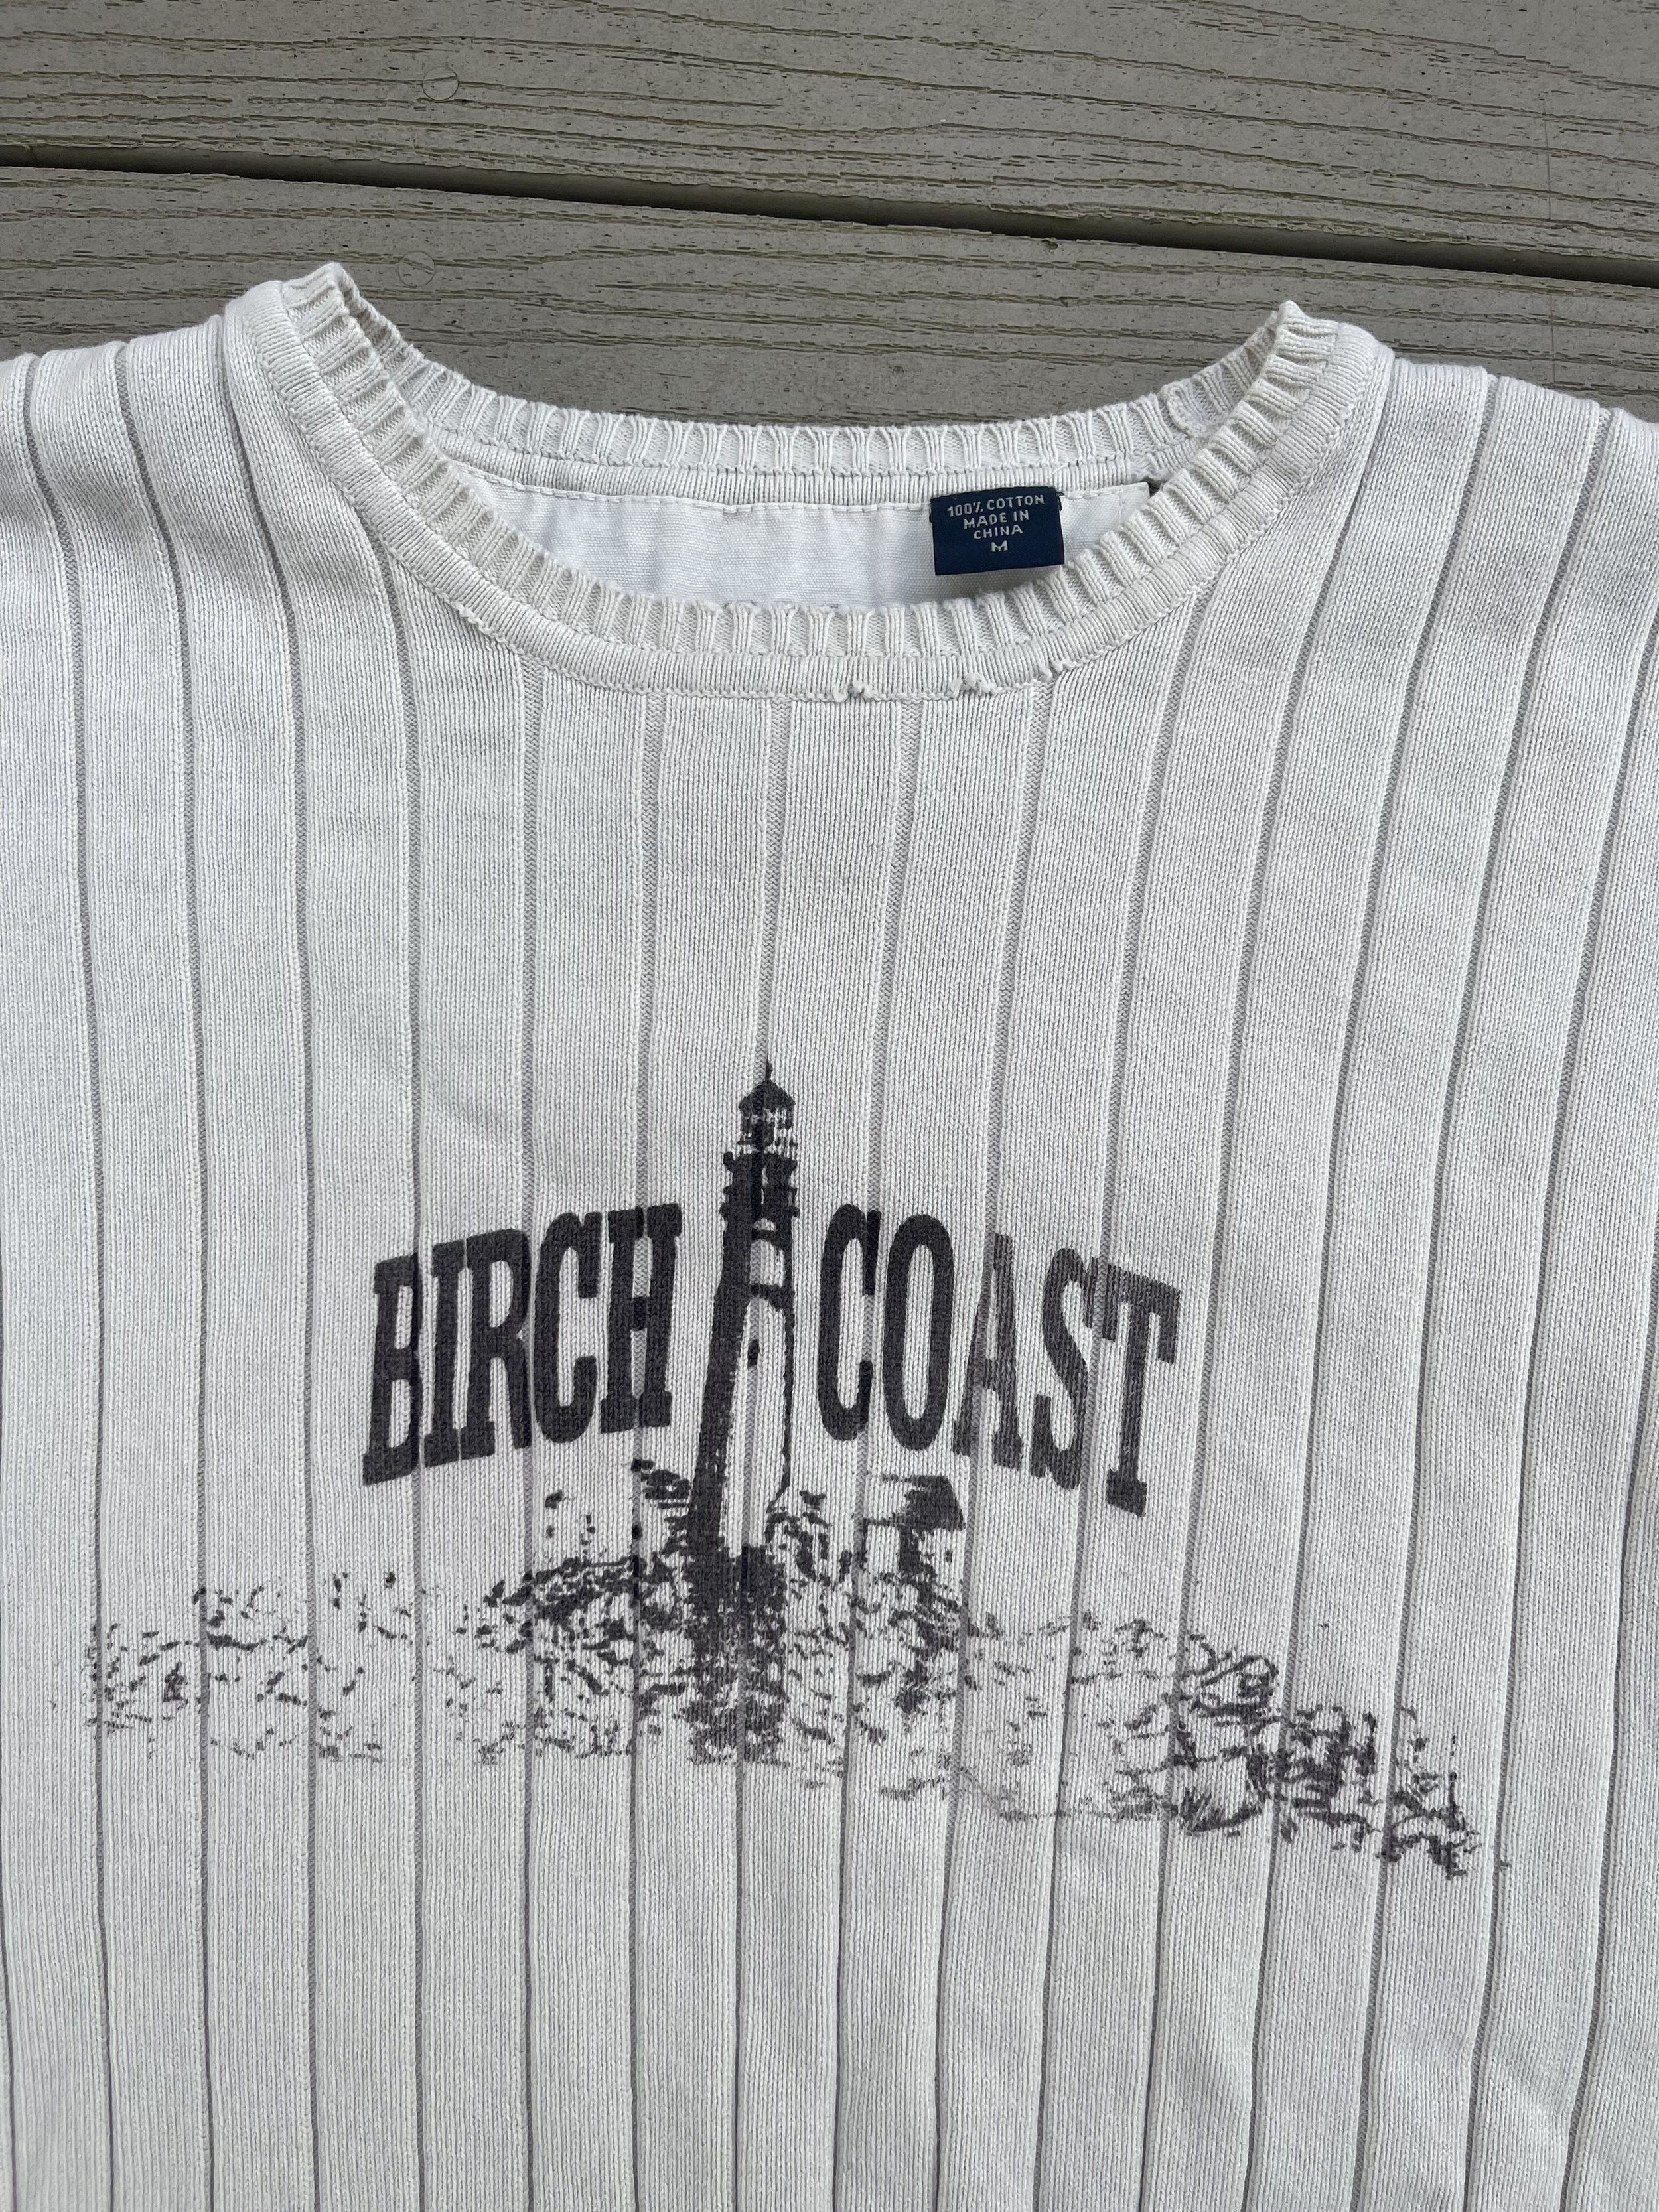 100% COTTON
MADE IN
CHINA
M
BIRCH COAST